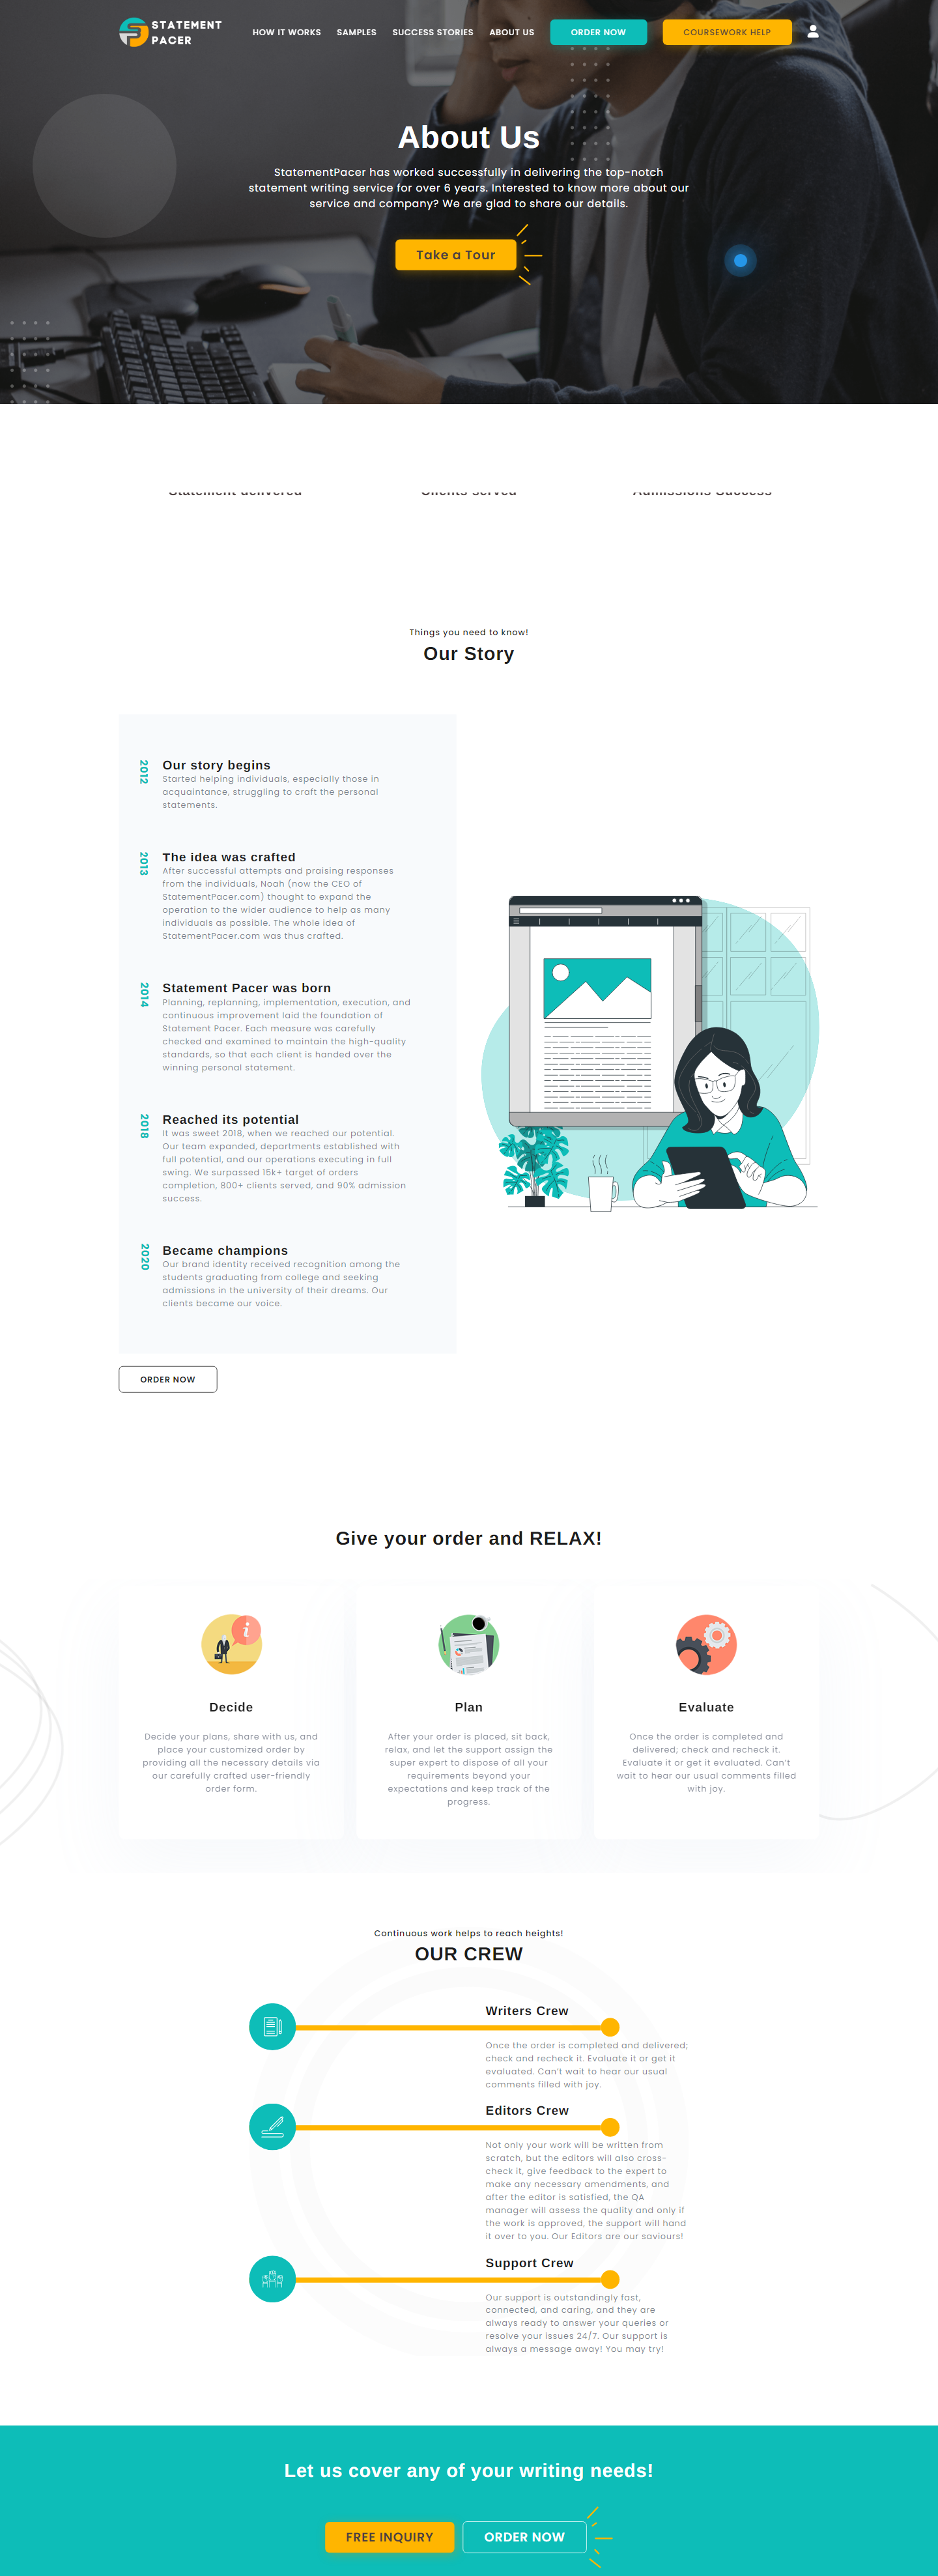 STATEMENT
PACER
HOW IT WORKS
SAMPLES
SUCCESS STORIES
ABOUT US
ORDER NOW
COURSEWORK HELP
About Us
StatementPacer has worked successfully in delivering the top-notch
statement writing service for over 6 years. Interested to know more about our
service and company? We are glad to share our details.
Take a Tour
Statement delivered
Clients served
Admissions Success
Things you need to know!
Our Story
2012
Our story begins
Started helping individuals, especially those in
acquaintance, struggling to craft the personal
statements.
2013
The idea was crafted
After successful attempts and praising responses
from the individuals, Noah (now the CEO of
StatementPacer.com) thought to expand the
operation to the wider audience to help as many
individuals as possible. The whole idea of
StatementPacer.com was thus crafted.
2014
Statement Pacer was born
Planning, replanning, implementation, execution, and
continuous improvement laid the foundation of
Statement Pacer. Each measure was carefully
checked and examined to maintain the high-quality
standards, so that each client is handed over the
winning personal statement.
2018
Reached its potential
It was sweet 2018, when we reached our potential.
Our team expanded, departments established with
full potential, and our operations executing in full
swing. We surpassed 15k+ target of orders
completion, 800+ clients served, and 90% admission
success.
2020
Became champions
Our brand identity received recognition among the
students graduating from college and seeking
admissions in the university of their dreams. Our
clients became our voice.
ORDER NOW
Give your order and RELAX!
Decide
Decide your plans, share with us, and
place your customized order by
providing all the necessary details via
our carefully crafted user-friendly
order form.
Plan
After your order is placed, sit back,
relax, and let the support assign the
super expert to dispose of all your
requirements beyond your
expectations and keep track of the
progress.
Evaluate
Once the order is completed and
delivered; check and recheck it.
Evaluate it or get it evaluated. Can't
wait to hear our usual comments filled
with joy.
Continuous work helps to reach heights!
OUR CREW
Writers Crew
Once the order is completed and delivered;
check and recheck it. Evaluate it or get it
evaluated. Can't wait to hear our usual
comments filled with joy.
Editors Crew
Not only your work will be written from
scratch, but the editors will also cross-
check it, give feedback to the expert to
make any necessary amendments, and
after the editor is satisfied, the QA
manager will assess the quality and only if
the work is approved, the support will hand
it over to you. Our Editors are our saviours!
Support Crew
Our support is outstandingly fast,
connected, and caring, and they are
always ready to answer your queries or
resolve your issues 24/7. Our support is
always a message away! You may try!
Let us cover any of your writing needs!
FREE INQUIRY
ORDER NOW